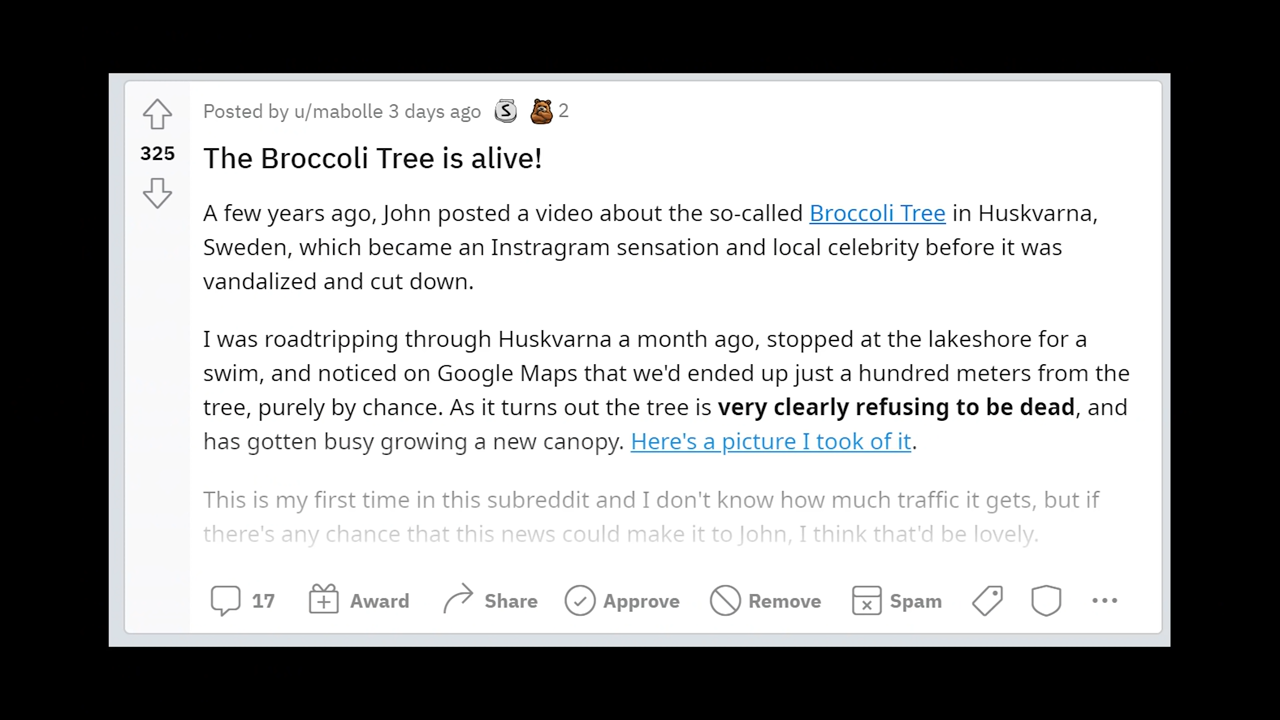 Posted by u/mabolle 3 days ago S 2
325
The Broccoli Tree is alive!
A few years ago, John posted a video about the so-called Broccoli Tree in Huskvarna,
Sweden, which became an Instragram sensation and local celebrity before it was
vandalized and cut down.
I was roadtripping through Huskvarna a month ago, stopped at the lakeshore for a
swim, and noticed on Google Maps that we'd ended up just a hundred meters from the
tree, purely by chance. As it turns out the tree is very clearly refusing to be dead, and
has gotten busy growing a new canopy. Here's a picture I took of it.
This is my first time in this subreddit and I don't know how much traffic it gets, but if
there's any chance that this news could make it to John, I think that'd be lovely.
17 Award Share Approve Remove Spam